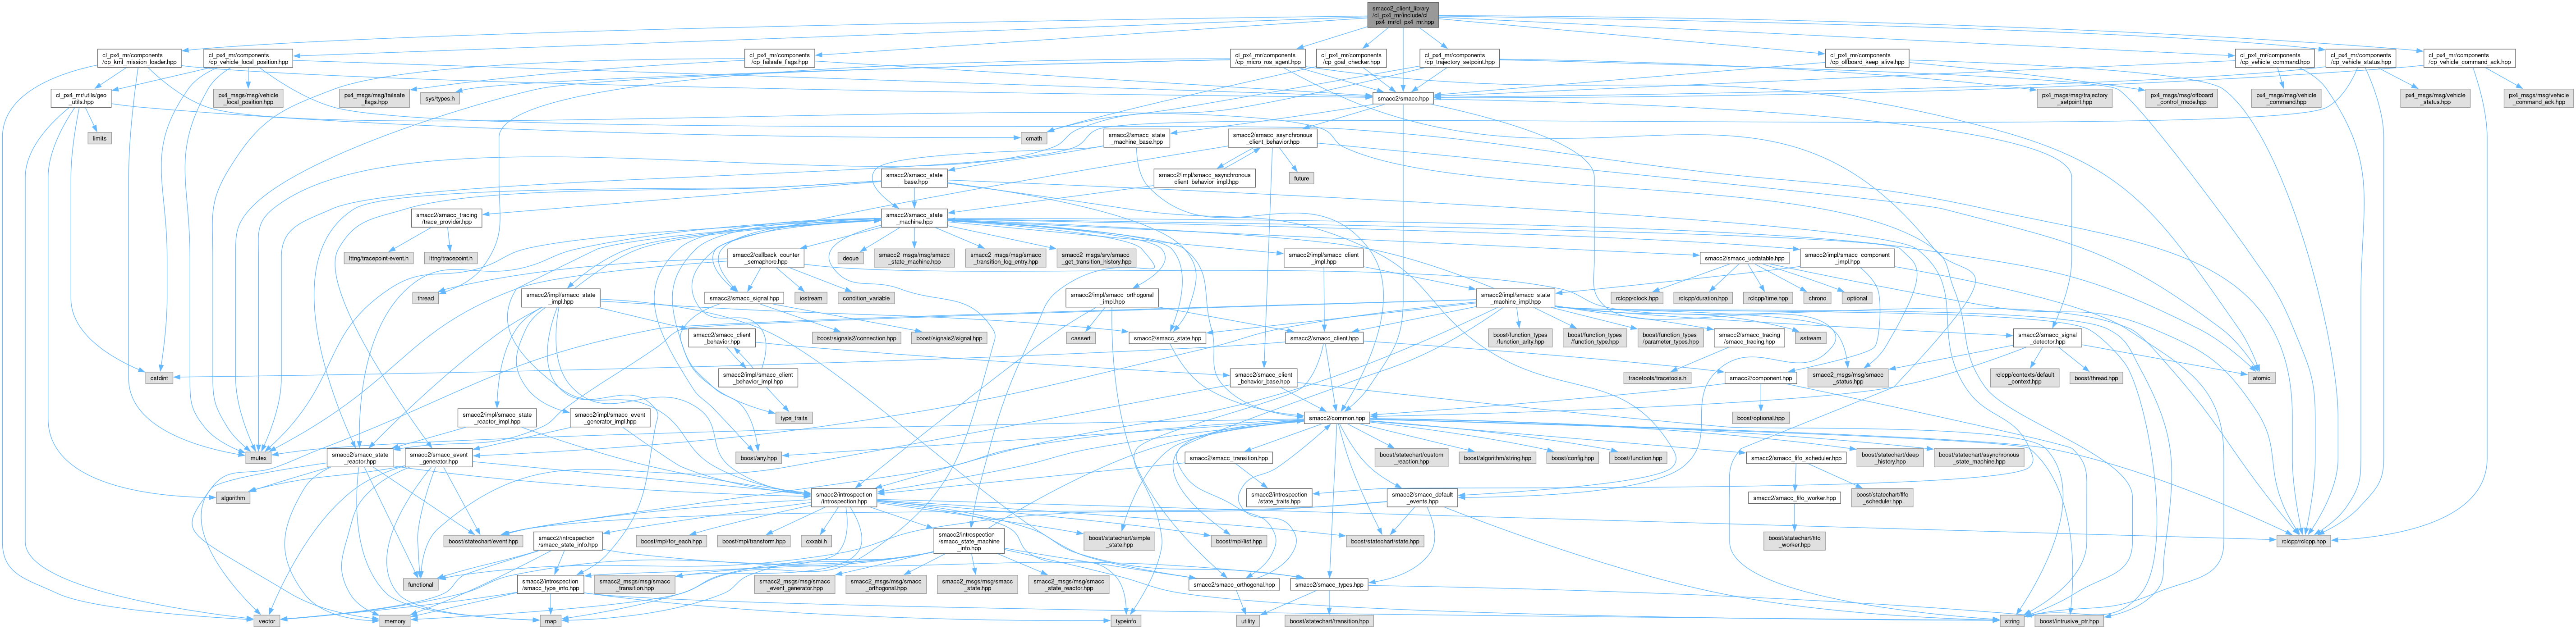 smacc2_client_library
/cl_px4_mr/include/cl
_px4_mr/cl_px4_mr.hpp
cl_px4_mr/components
/cp_kml_mission_loader.hpp
cl_px4_mr/components
/cp_vehicle_local_position.hpp
cl_px4_mr/components
/cp_failsafe_flags.hpp
cl_px4_mr/components
/cp_micro_ros_agent.hpp
cl_px4_mr/components
/cp_goal_checker.hpp
cl_px4_mr/components
/cp_trajectory_setpoint.hpp
cl_px4_mr/components
/cp_offboard_keep_alive.hpp
cl_px4_mr/components
/cp_vehicle_command.hpp
cl_px4_mr/components
/cp_vehicle_status.hpp
cl_px4_mr/components
/cp_vehicle_command_ack.hpp
cl_px4_mr/utils/geo
_utils.hpp
px4_msgs/msg/vehicle
_local_position.hpp
px4_msgs/msg/failsafe
_flags.hpp
sys/types.h
smacc2/smacc.hpp
px4_msgs/msg/trajectory
_setpoint.hpp
px4_msgs/msg/offboard
_control_mode.hpp
px4_msgs/msg/vehicle
_command.hpp
px4_msgs/msg/vehicle
_status.hpp
px4_msgs/msg/vehicle
_command_ack.hpp
limits
cmath
smacc2/smacc_state
_machine_base.hpp
smacc2/smacc_asynchronous
_client_behavior.hpp
smacc2/smacc_state
_base.hpp
smacc2/impl/smacc_asynchronous
_client_behavior_impl.hpp
future
smacc2/smacc_tracing
/trace_provider.hpp
smacc2/smacc_state
_machine.hpp
lttng/tracepoint-event.h
lttng/tracepoint.h
smacc2/callback_counter
_semaphore.hpp
deque
smacc2_msgs/msg/smacc
_state_machine.hpp
smacc2_msgs/msg/smacc
_transition_log_entry.hpp
smacc2_msgs/srv/smacc
_get_transition_history.hpp
smacc2/impl/smacc_client
_impl.hpp
smacc2/smacc_updatable.hpp
smacc2/impl/smacc_component
_impl.hpp
thread
smacc2/impl/smacc_state
_impl.hpp
smacc2/smacc_signal.hpp
iostream
condition_variable
smacc2/impl/smacc_orthogonal
_impl.hpp
smacc2/impl/smacc_state
_machine_impl.hpp
rclcpp/clock.hpp
rclcpp/duration.hpp
rclcpp/time.hpp
chrono
optional
smacc2/smacc_client
_behavior.hpp
boost/signals2/connection.hpp
boost/signals2/signal.hpp
cassert
smacc2/smacc_state.hpp
smacc2/smacc_client.hpp
boost/function_types
/function_arity.hpp
boost/function_types
/function_type.hpp
boost/function_types
/parameter_types.hpp
smacc2/smacc_tracing
/smacc_tracing.hpp
sstream
smacc2/smacc_signal
_detector.hpp
cstdint
smacc2/impl/smacc_client
_behavior_impl.hpp
smacc2/smacc_client
_behavior_base.hpp
tracetools/tracetools.h
smacc2/component.hpp
smacc2_msgs/msg/smacc
_status.hpp
rclcpp/contexts/default
_context.hpp
boost/thread.hpp
atomic
smacc2/impl/smacc_state
_reactor_impl.hpp
smacc2/impl/smacc_event
_generator_impl.hpp
type_traits
smacc2/common.hpp
boost/optional.hpp
mutex
smacc2/smacc_state
_reactor.hpp
smacc2/smacc_event
_generator.hpp
boost/any.hpp
smacc2/smacc_transition.hpp
boost/statechart/custom
_reaction.hpp
boost/algorithm/string.hpp
boost/config.hpp
boost/function.hpp
smacc2/smacc_fifo_scheduler.hpp
boost/statechart/deep
_history.hpp
boost/statechart/asynchronous
_state_machine.hpp
algorithm
smacc2/introspection
/introspection.hpp
smacc2/introspection
/state_traits.hpp
smacc2/smacc_default
_events.hpp
smacc2/smacc_fifo_worker.hpp
boost/statechart/fifo
_scheduler.hpp
boost/statechart/event.hpp
smacc2/introspection
/smacc_state_info.hpp
boost/mpl/for_each.hpp
boost/mpl/transform.hpp
cxxabi.h
smacc2/introspection
/smacc_state_machine
_info.hpp
boost/statechart/simple
_state.hpp
boost/mpl/list.hpp
boost/statechart/state.hpp
boost/statechart/fifo
_worker.hpp
rclcpp/rclcpp.hpp
functional
smacc2/introspection
/smacc_type_info.hpp
smacc2_msgs/msg/smacc
_transition.hpp
smacc2_msgs/msg/smacc
_event_generator.hpp
smacc2_msgs/msg/smacc
_orthogonal.hpp
smacc2_msgs/msg/smacc
_state.hpp
smacc2_msgs/msg/smacc
_state_reactor.hpp
smacc2/smacc_orthogonal.hpp
smacc2/smacc_types.hpp
vector
memory
map
typeinfo
utility
boost/statechart/transition.hpp
string
boost/intrusive_ptr.hpp